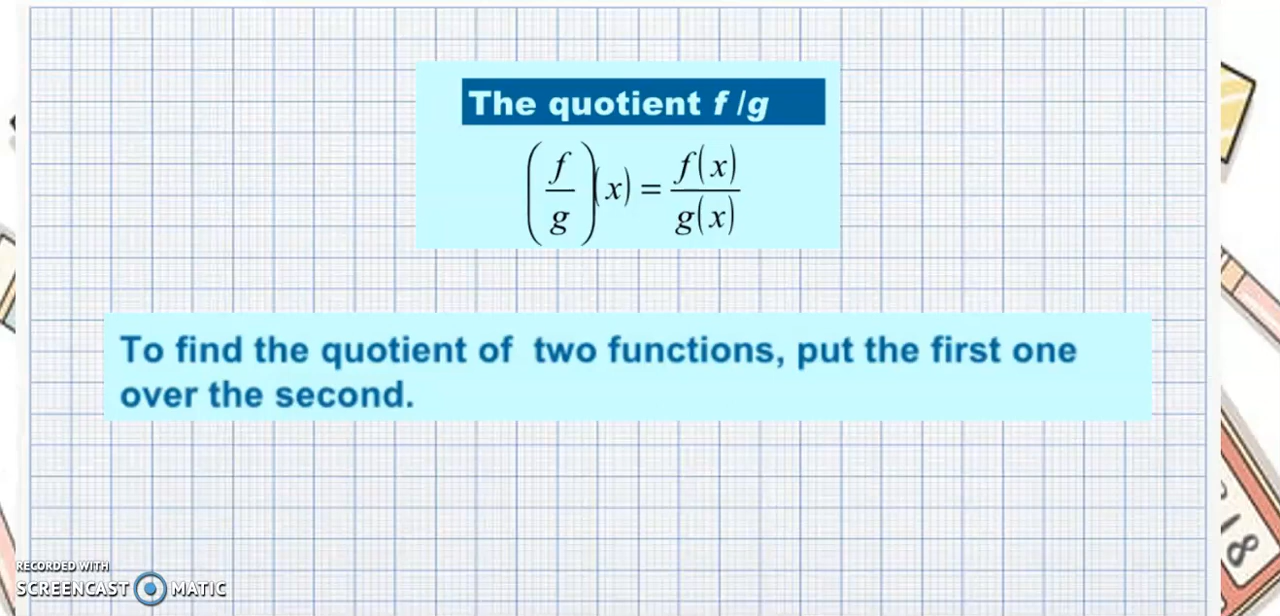 The quotient f /g
(f/g)(x) = f(x)/g(x)
To find the quotient of two functions, put the first one
over the second.
RECORDED WITH
SCREENCAST MATIC